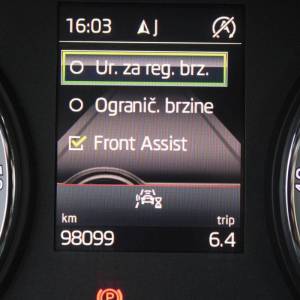 16:03 J
Ur. za reg. brz.
Ogranič. brzine
Front Assist
km trip
98099 6.4
P